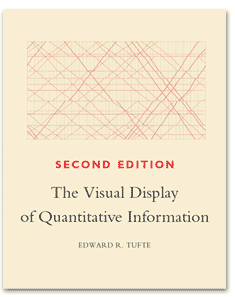 SECOND EDITION
The Visual Display
of Quantitative Information
EDWARD R. TUFTE